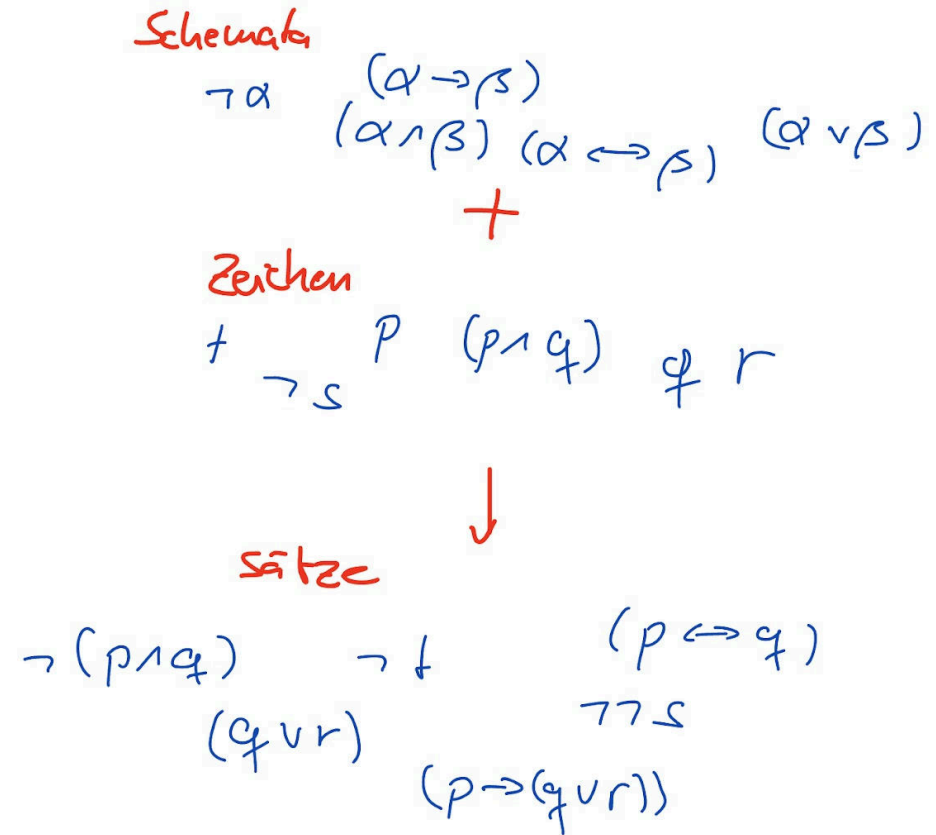 Schemata
¬α (α → β)
(α ∧ β) (α ↔ β) (α ∨ β)
+
Zeichen
t p (p ∧ q) q r
¬s
↓
Sätze
¬(p ∧ q) ¬t (p ↔ q)
(q ∨ r) ¬¬s
(p → (q ∨ r))